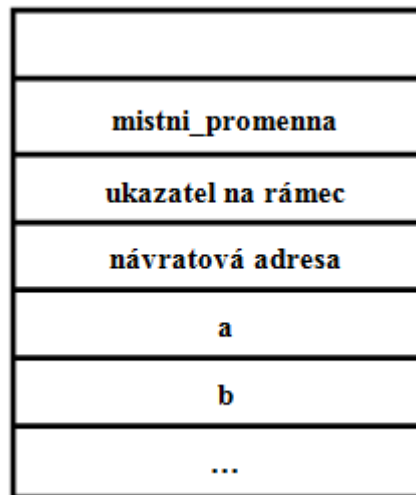 mistni_promenna
ukazatel na rámec
návratová adresa
a
b
...